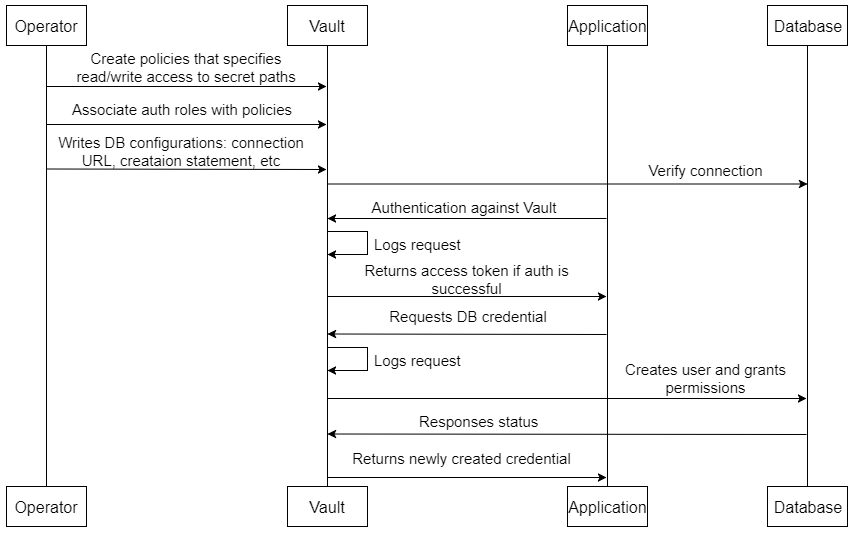 Operator
Vault
Application
Database
Create policies that specifies
read/write access to secret paths
Associate auth roles with policies
Writes DB configurations: connection
URL, creataion statement, etc
Verify connection
Authentication against Vault
Logs request
Returns access token if auth is
successful
Requests DB credential
Logs request
Creates user and grants
permissions
Responses status
Returns newly created credential
Operator
Vault
Application
Database